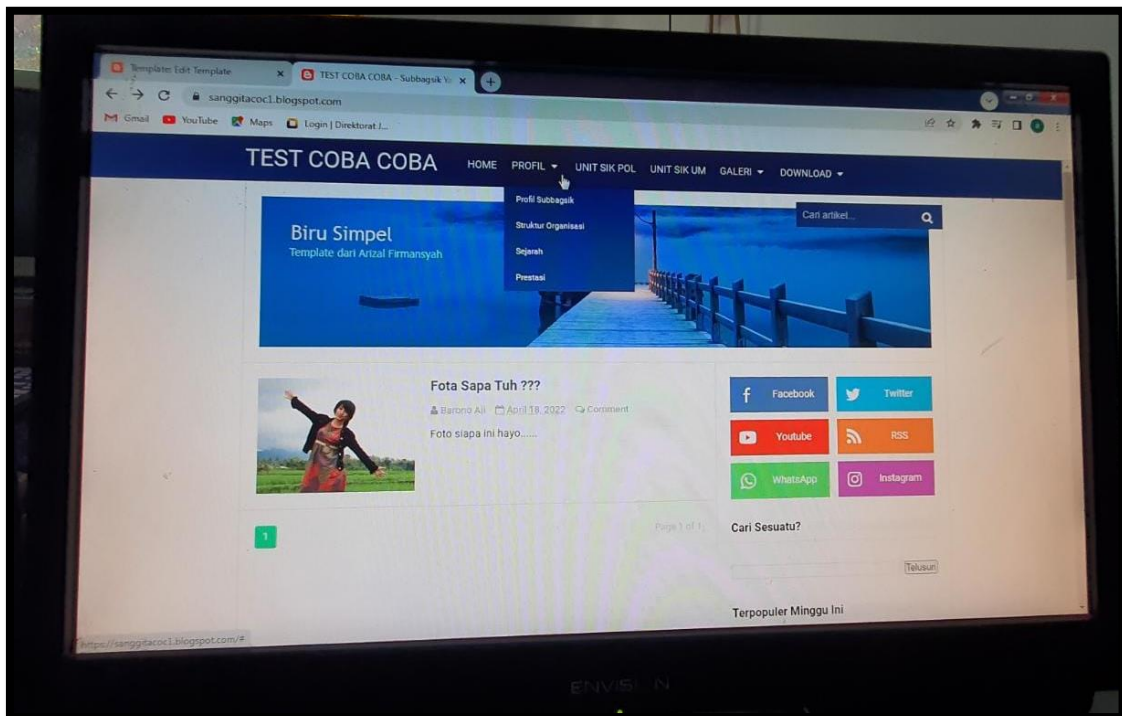 Template: Edit Template
TEST COBA COBA - Subbagsik Yo
sanggitacoc1.blogspot.com
Gmail YouTube Maps Login | Direktorat J...
TEST COBA COBA HOME PROFIL UNIT SIK POL UNIT SIK UM GALERI DOWNLOAD
Profil Subbagsik
Struktur Organisasi
Sejarah
Prestasi
Cari artikel...
Biru Simpel
Template dari Arizal Firmansyah
Fota Sapa Tuh ???
Barono Ali April 18, 2022 Comment
Foto siapa ini hayo......
1
Page 1 of 1
Facebook Twitter
Youtube RSS
WhatsApp Instagram
Cari Sesuatu?
Telusuri
Terpopuler Minggu Ini
https://sanggitacoc1.blogspot.com/#
ENVISION